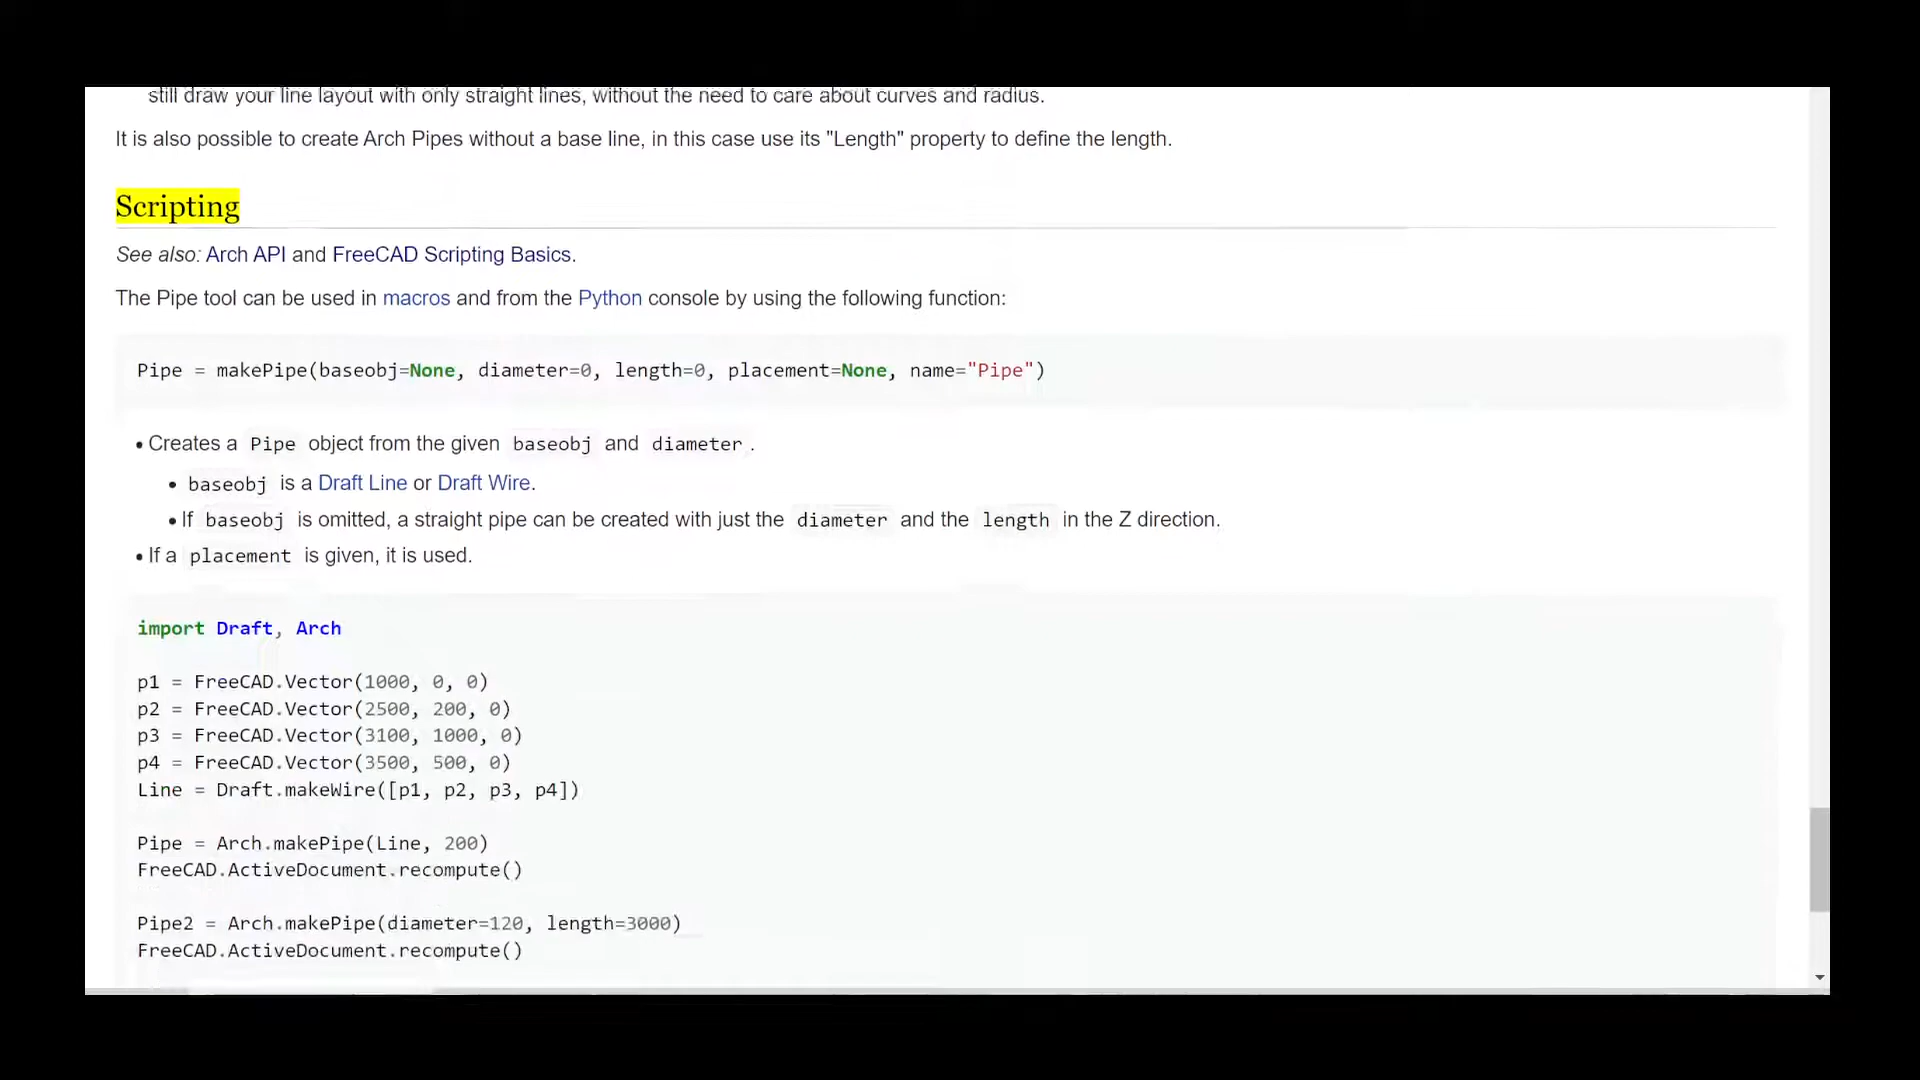 still draw your line layout with only straight lines, without the need to care about curves and radius.
It is also possible to create Arch Pipes without a base line, in this case use its "Length" property to define the length.
Scripting
See also: Arch API and FreeCAD Scripting Basics.
The Pipe tool can be used in macros and from the Python console by using the following function:
Pipe = makePipe(baseobj=None, diameter=0, length=0, placement=None, name="Pipe")
• Creates a Pipe object from the given baseobj and diameter .
• baseobj is a Draft Line or Draft Wire.
• If baseobj is omitted, a straight pipe can be created with just the diameter and the length in the Z direction.
• If a placement is given, it is used.
import Draft, Arch
p1 = FreeCAD.Vector(1000, 0, 0)
p2 = FreeCAD.Vector(2500, 200, 0)
p3 = FreeCAD.Vector(3100, 1000, 0)
p4 = FreeCAD.Vector(3500, 500, 0)
Line = Draft.makeWire([p1, p2, p3, p4])
Pipe = Arch.makePipe(Line, 200)
FreeCAD.ActiveDocument.recompute()
Pipe2 = Arch.makePipe(diameter=120, length=3000)
FreeCAD.ActiveDocument.recompute()